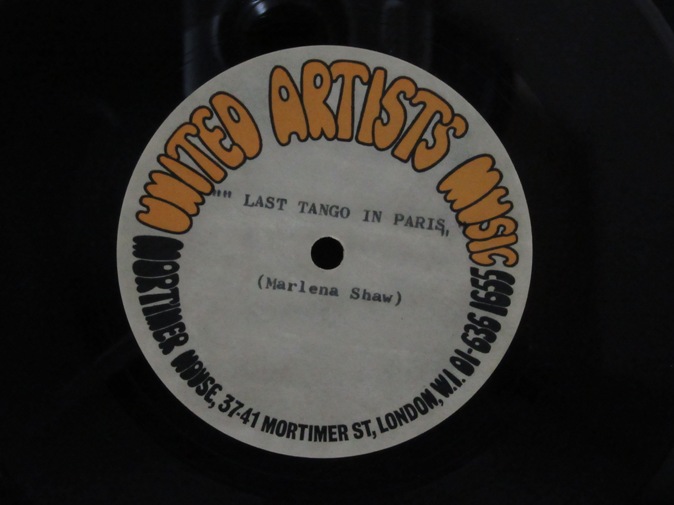 UNITED ARTISTS MUSIC
"" LAST TANGO IN PARIS,,
(Marlena Shaw)
MORTIMER HOUSE, 37-41 MORTIMER ST, LONDON, W.1. 01-636 1655